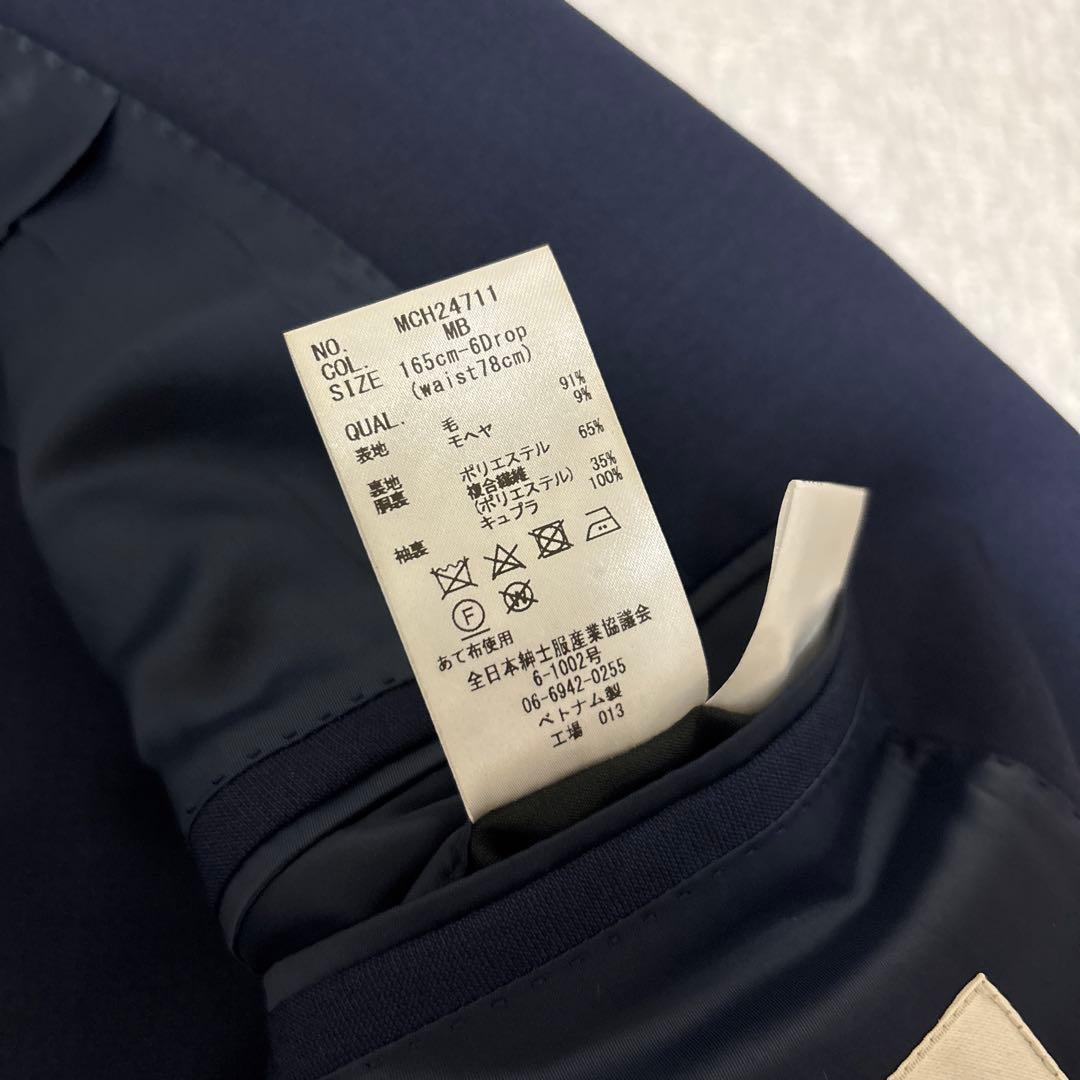 NO. MCH24711
COL. MB
SIZE 165cm-6Drop
(waist78cm)
QUAL.
表地 毛 91%
モヘヤ 9%
裏地
胴裏 ポリエステル 65%
複合繊維
(ポリエステル) 35%
袖裏 キュプラ 100%
F W
あて布使用
全日本紳士服産業協議会
6-1002号
06-6942-0255
ベトナム製
工場 013